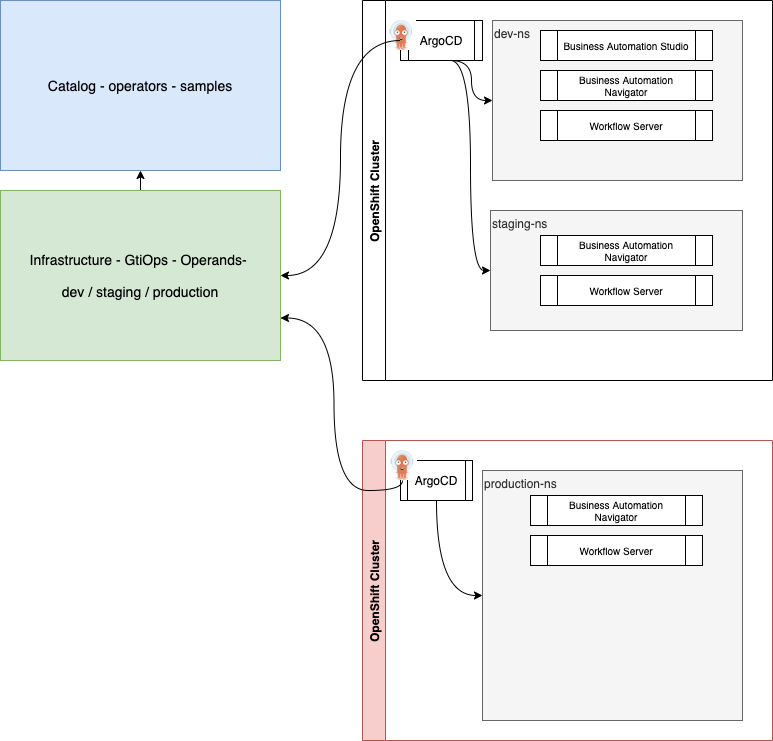 Catalog - operators - samples
Infrastructure - GtiOps - Operands-
dev / staging / production
OpenShift Cluster
ArgoCD
dev-ns
Business Automation Studio
Business Automation
Navigator
Workflow Server
staging-ns
Business Automation
Navigator
Workflow Server
OpenShift Cluster
ArgoCD
production-ns
Business Automation
Navigator
Workflow Server